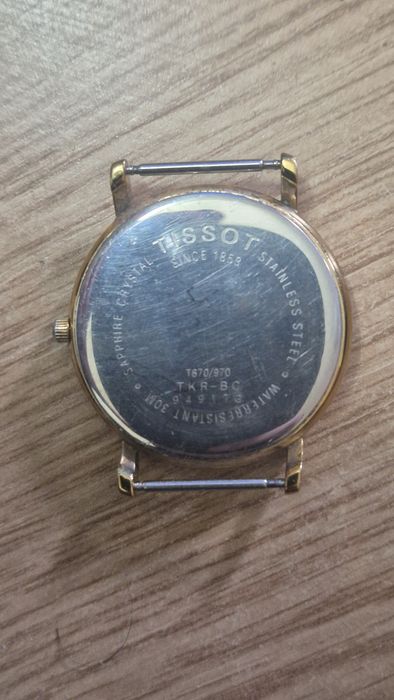 TISSOT
SINCE 1853
STAINLESS STEEL • WATERRESISTANT 30M • SAPPHIRE CRYSTAL
T870/970
TKR-BC